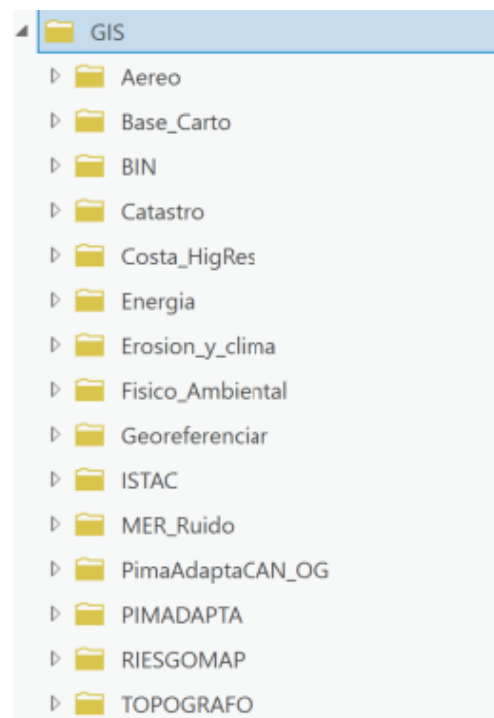 GIS
Aereo
Base_Carto
BIN
Catastro
Costa_HigRes
Energia
Erosion_y_clima
Fisico_Ambiental
Georeferenciar
ISTAC
MER_Ruido
PimaAdaptaCAN_OG
PIMADAPTA
RIESGOMAP
TOPOGRAFO